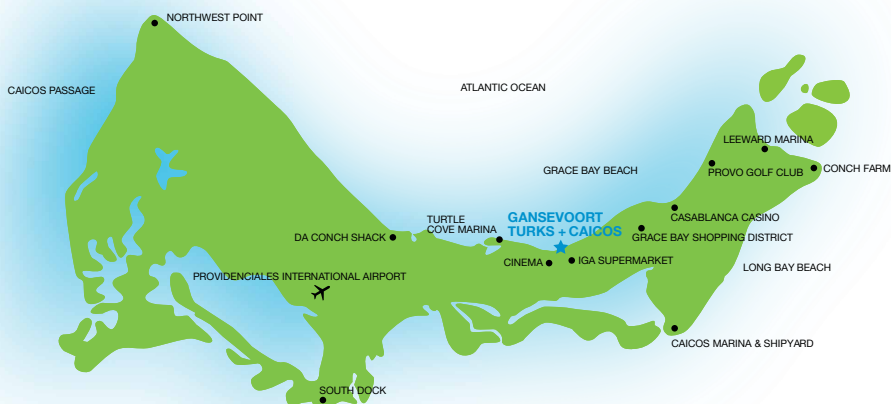 NORTHWEST POINT
CAICOS PASSAGE
ATLANTIC OCEAN
LEEWARD MARINA
GRACE BAY BEACH
PROVO GOLF CLUB
CONCH FARM
TURTLE
COVE MARINA
GANSEVOORT
TURKS + CAICOS
CASABLANCA CASINO
DA CONCH SHACK
GRACE BAY SHOPPING DISTRICT
CINEMA
IGA SUPERMARKET
LONG BAY BEACH
PROVIDENCIALES INTERNATIONAL AIRPORT
CAICOS MARINA & SHIPYARD
SOUTH DOCK